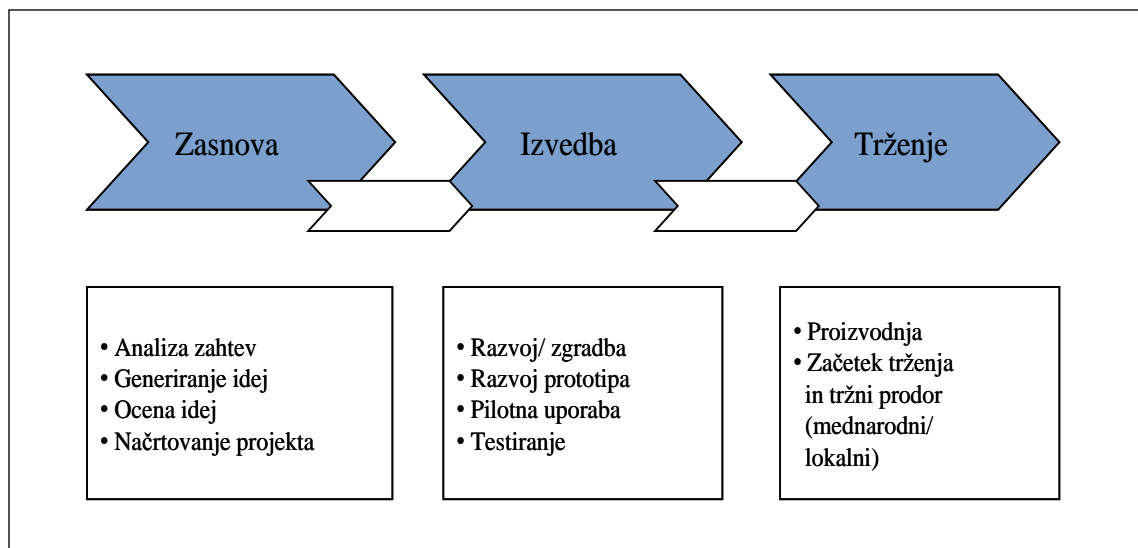 Zasnova
Izvedba
Trženje
• Analiza zahtev
• Generiranje idej
• Ocena idej
• Načrtovanje projekta
• Razvoj/ zgradba
• Razvoj prototipa
• Pilotna uporaba
• Testiranje
• Proizvodnja
• Začetek trženja
in tržni prodor
(mednarodni/
lokalni)